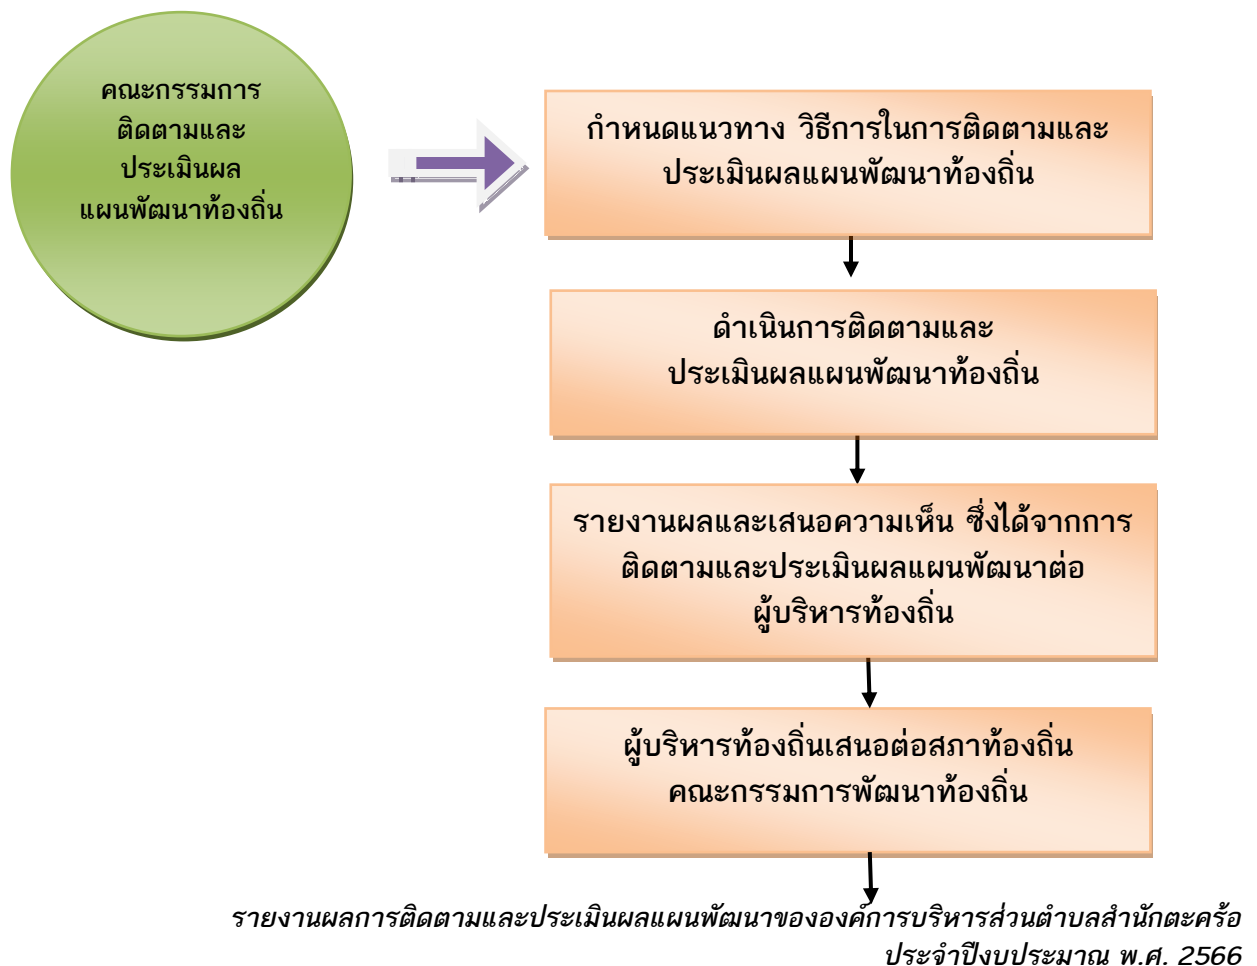 คณะกรรมการ
ติดตามและ
ประเมินผล
แผนพัฒนาท้องถิ่น
กำหนดแนวทาง วิธีการในการติดตามและ
ประเมินผลแผนพัฒนาท้องถิ่น
ดำเนินการติดตามและ
ประเมินผลแผนพัฒนาท้องถิ่น
รายงานผลและเสนอความเห็น ซึ่งได้จากการ
ติดตามและประเมินผลแผนพัฒนาต่อ
ผู้บริหารท้องถิ่น
ผู้บริหารท้องถิ่นเสนอต่อสภาท้องถิ่น
คณะกรรมการพัฒนาท้องถิ่น
รายงานผลการติดตามและประเมินผลแผนพัฒนาขององค์การบริหารส่วนตำบลสำนักตะคร้อ
ประจำปีงบประมาณ พ.ศ. 2566